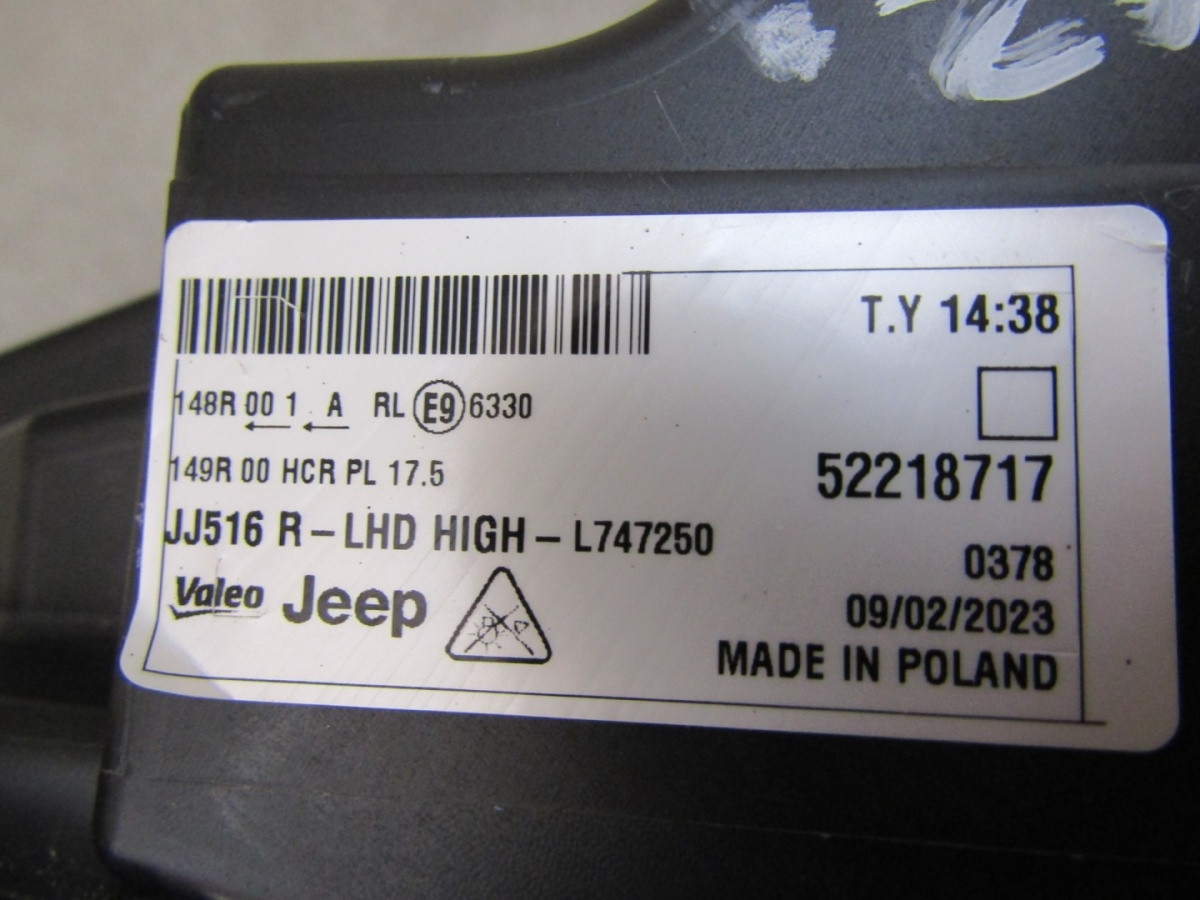 T.Y 14:38
148R 00 1 A RL E9 6330
149R 00 HCR PL 17.5
52218717
JJ516 R – LHD HIGH – L747250
0378
Valeo Jeep
09/02/2023
MADE IN POLAND